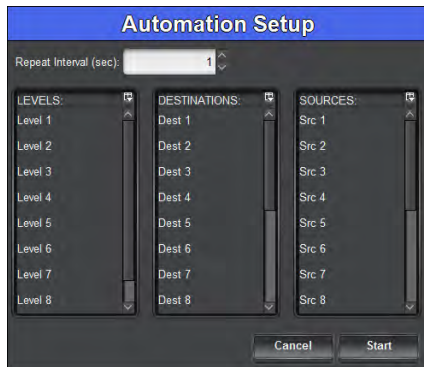 Automation Setup
Repeat Interval (sec): 1
LEVELS: DESTINATIONS: SOURCES:
Level 1 Dest 1 Src 1
Level 2 Dest 2 Src 2
Level 3 Dest 3 Src 3
Level 4 Dest 4 Src 4
Level 5 Dest 5 Src 5
Level 6 Dest 6 Src 6
Level 7 Dest 7 Src 7
Level 8 Dest 8 Src 8
Cancel Start